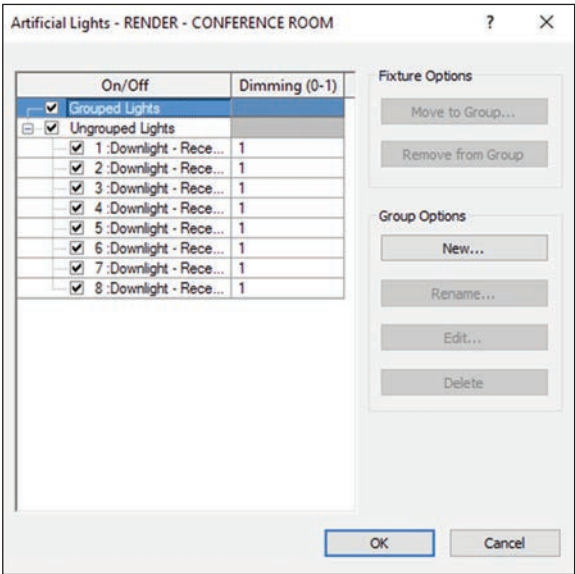 Artificial Lights - RENDER - CONFERENCE ROOM ? ×
On/Off Dimming (0-1)
Grouped Lights
Ungrouped Lights
1 :Downlight - Rece... 1
2 :Downlight - Rece... 1
3 :Downlight - Rece... 1
4 :Downlight - Rece... 1
5 :Downlight - Rece... 1
6 :Downlight - Rece... 1
7 :Downlight - Rece... 1
8 :Downlight - Rece... 1
Fixture Options
Move to Group...
Remove from Group
Group Options
New...
Rename...
Edit...
Delete
OK Cancel